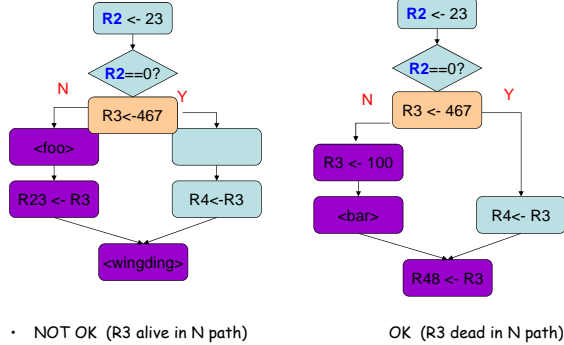 R2 <- 23
R2==0?
N
Y
R3<-467
<foo>
R23 <- R3
R4<-R3
<wingding>
R2 <- 23
R2==0?
N
Y
R3 <- 467
R3 <- 100
<bar>
R4<- R3
R48 <- R3
• NOT OK (R3 alive in N path)
OK (R3 dead in N path)